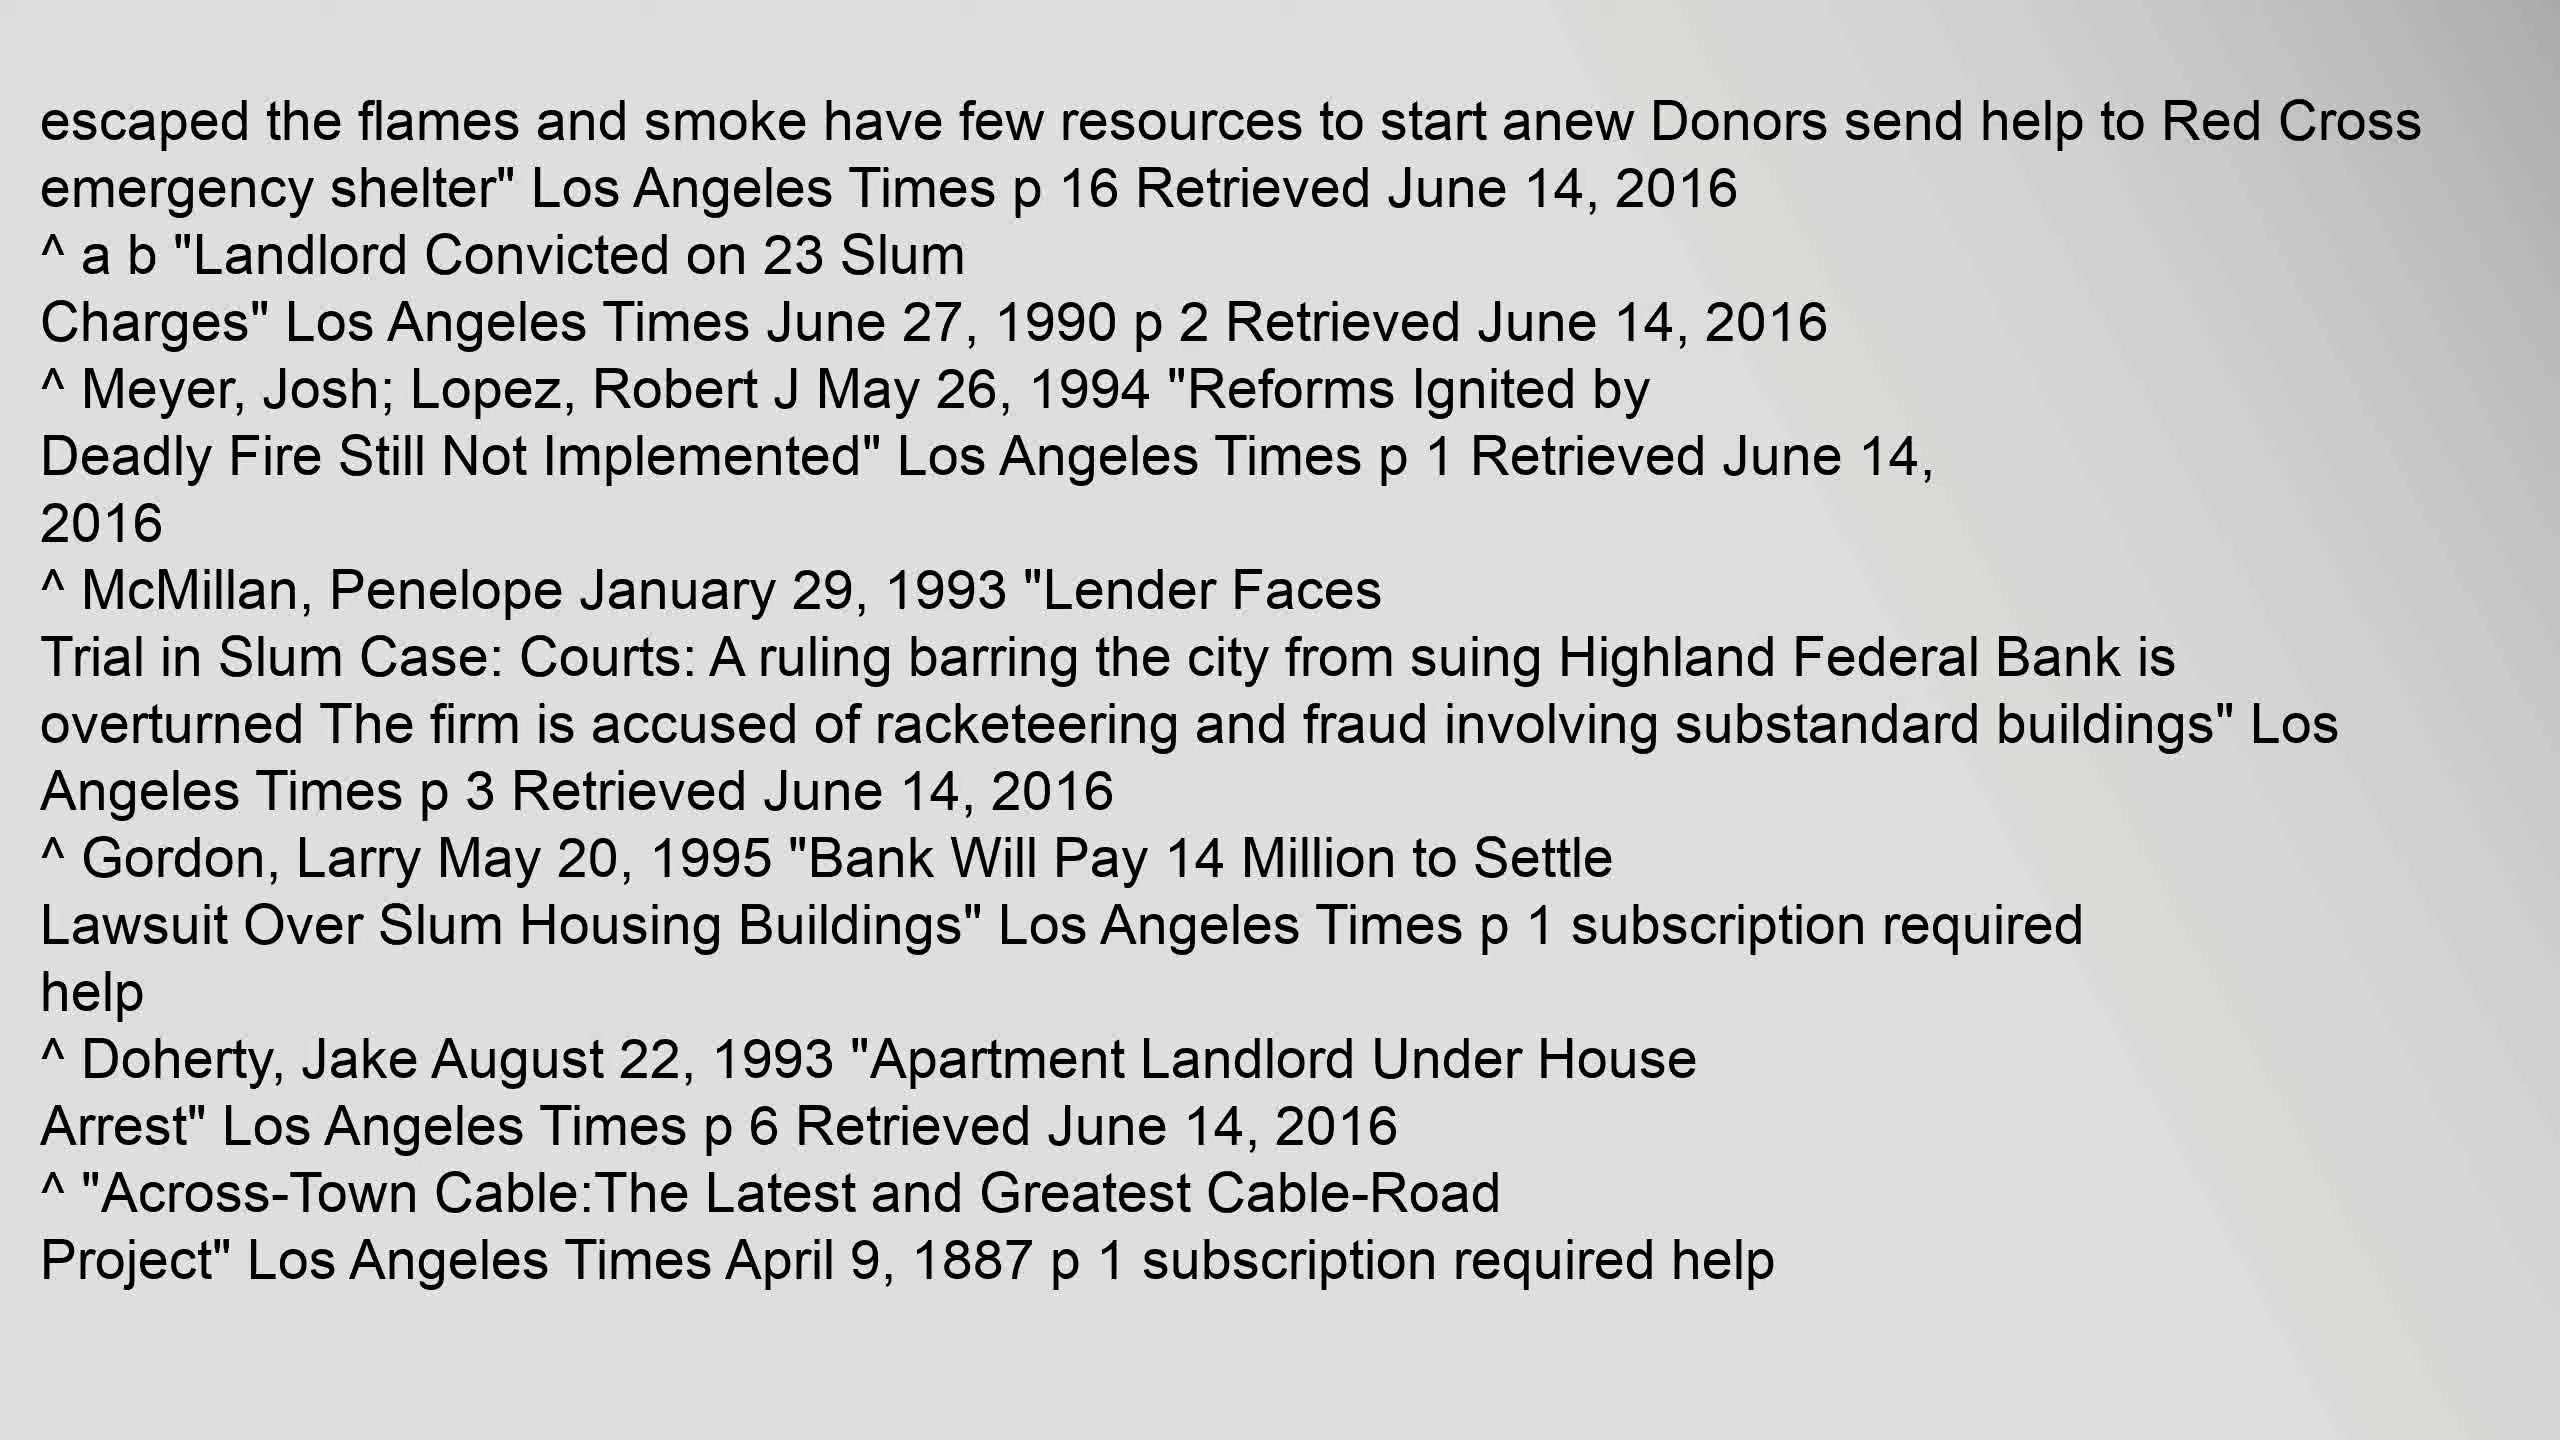 escaped the flames and smoke have few resources to start anew Donors send help to Red Cross
emergency shelter" Los Angeles Times p 16 Retrieved June 14, 2016
^ a b "Landlord Convicted on 23 Slum
Charges" Los Angeles Times June 27, 1990 p 2 Retrieved June 14, 2016
^ Meyer, Josh; Lopez, Robert J May 26, 1994 "Reforms Ignited by
Deadly Fire Still Not Implemented" Los Angeles Times p 1 Retrieved June 14,
2016
^ McMillan, Penelope January 29, 1993 "Lender Faces
Trial in Slum Case: Courts: A ruling barring the city from suing Highland Federal Bank is
overturned The firm is accused of racketeering and fraud involving substandard buildings" Los
Angeles Times p 3 Retrieved June 14, 2016
^ Gordon, Larry May 20, 1995 "Bank Will Pay 14 Million to Settle
Lawsuit Over Slum Housing Buildings" Los Angeles Times p 1 subscription required
help
^ Doherty, Jake August 22, 1993 "Apartment Landlord Under House
Arrest" Los Angeles Times p 6 Retrieved June 14, 2016
^ "Across-Town Cable:The Latest and Greatest Cable-Road
Project" Los Angeles Times April 9, 1887 p 1 subscription required help